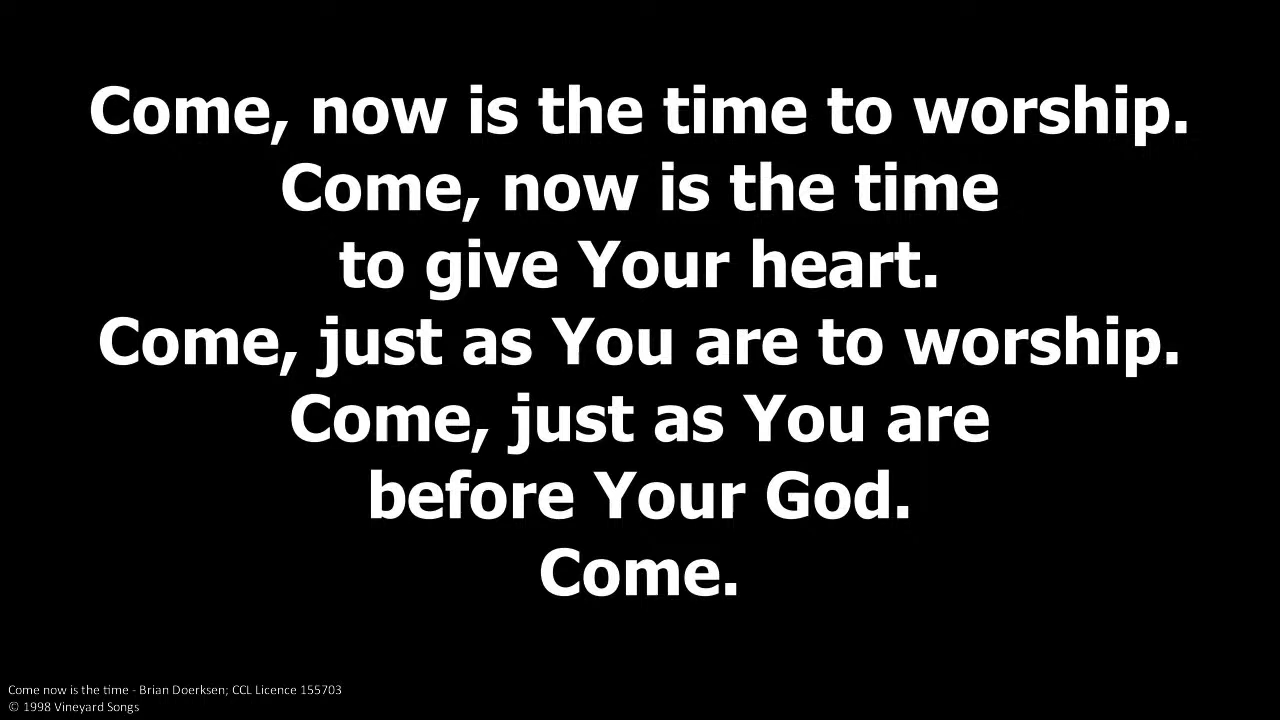 Come, now is the time to worship.
Come, now is the time
to give Your heart.
Come, just as You are to worship.
Come, just as You are
before Your God.
Come.
Come now is the time - Brian Doerksen; CCL Licence 155703
© 1998 Vineyard Songs